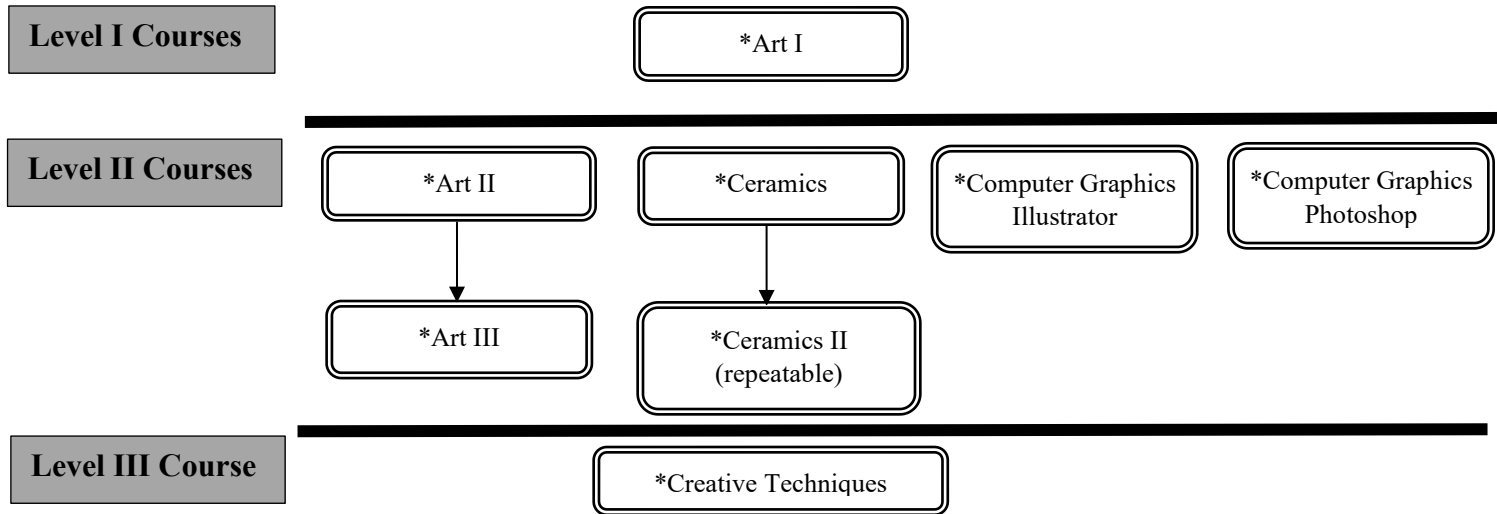 Level I Courses
*Art I
Level II Courses
*Art II
*Ceramics
*Computer Graphics
Illustrator
*Computer Graphics
Photoshop
*Art III
*Ceramics II
(repeatable)
Level III Course
*Creative Techniques